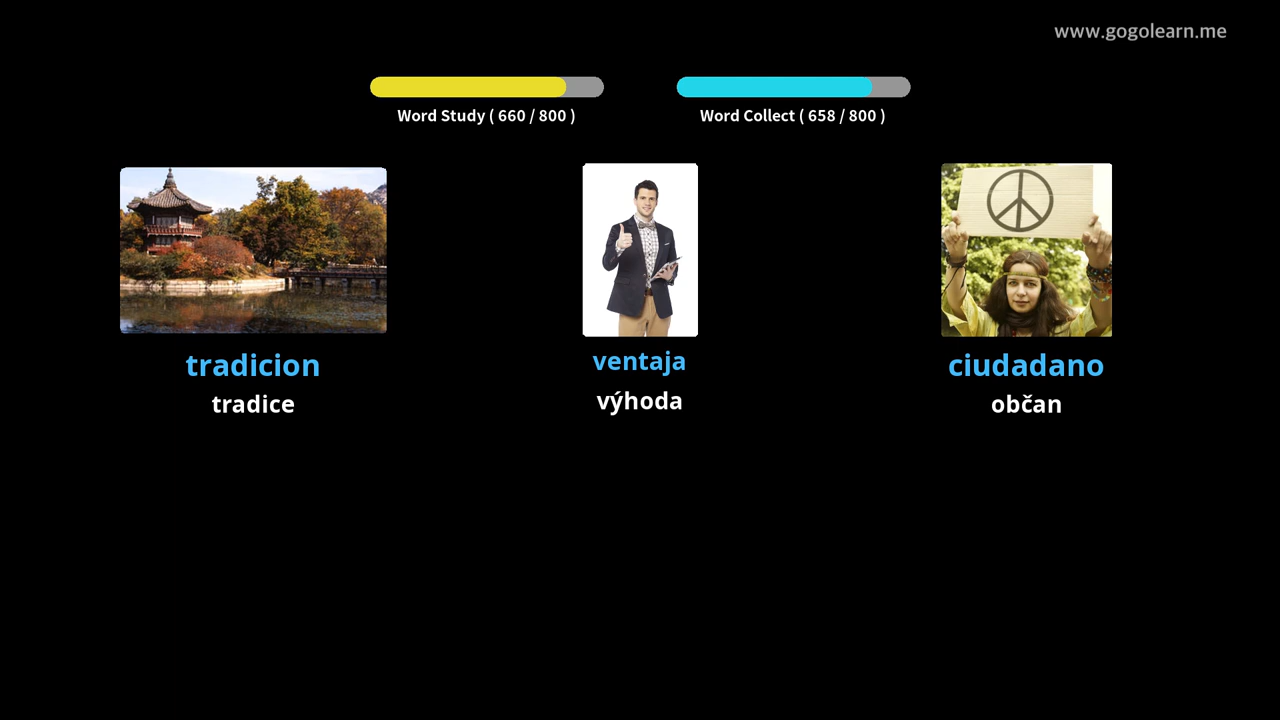 www.gogolearn.me
Word Study ( 660 / 800 )
Word Collect ( 658 / 800 )
tradicion
ventaja
ciudadano
tradice
výhoda
občan